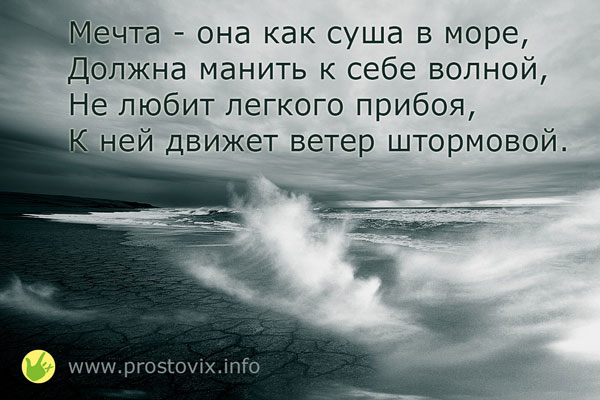 Мечта - она как суша в море,
Должна манить к себе волной,
Не любит легкого прибоя,
К ней движет ветер штормовой.
www.prostovix.info